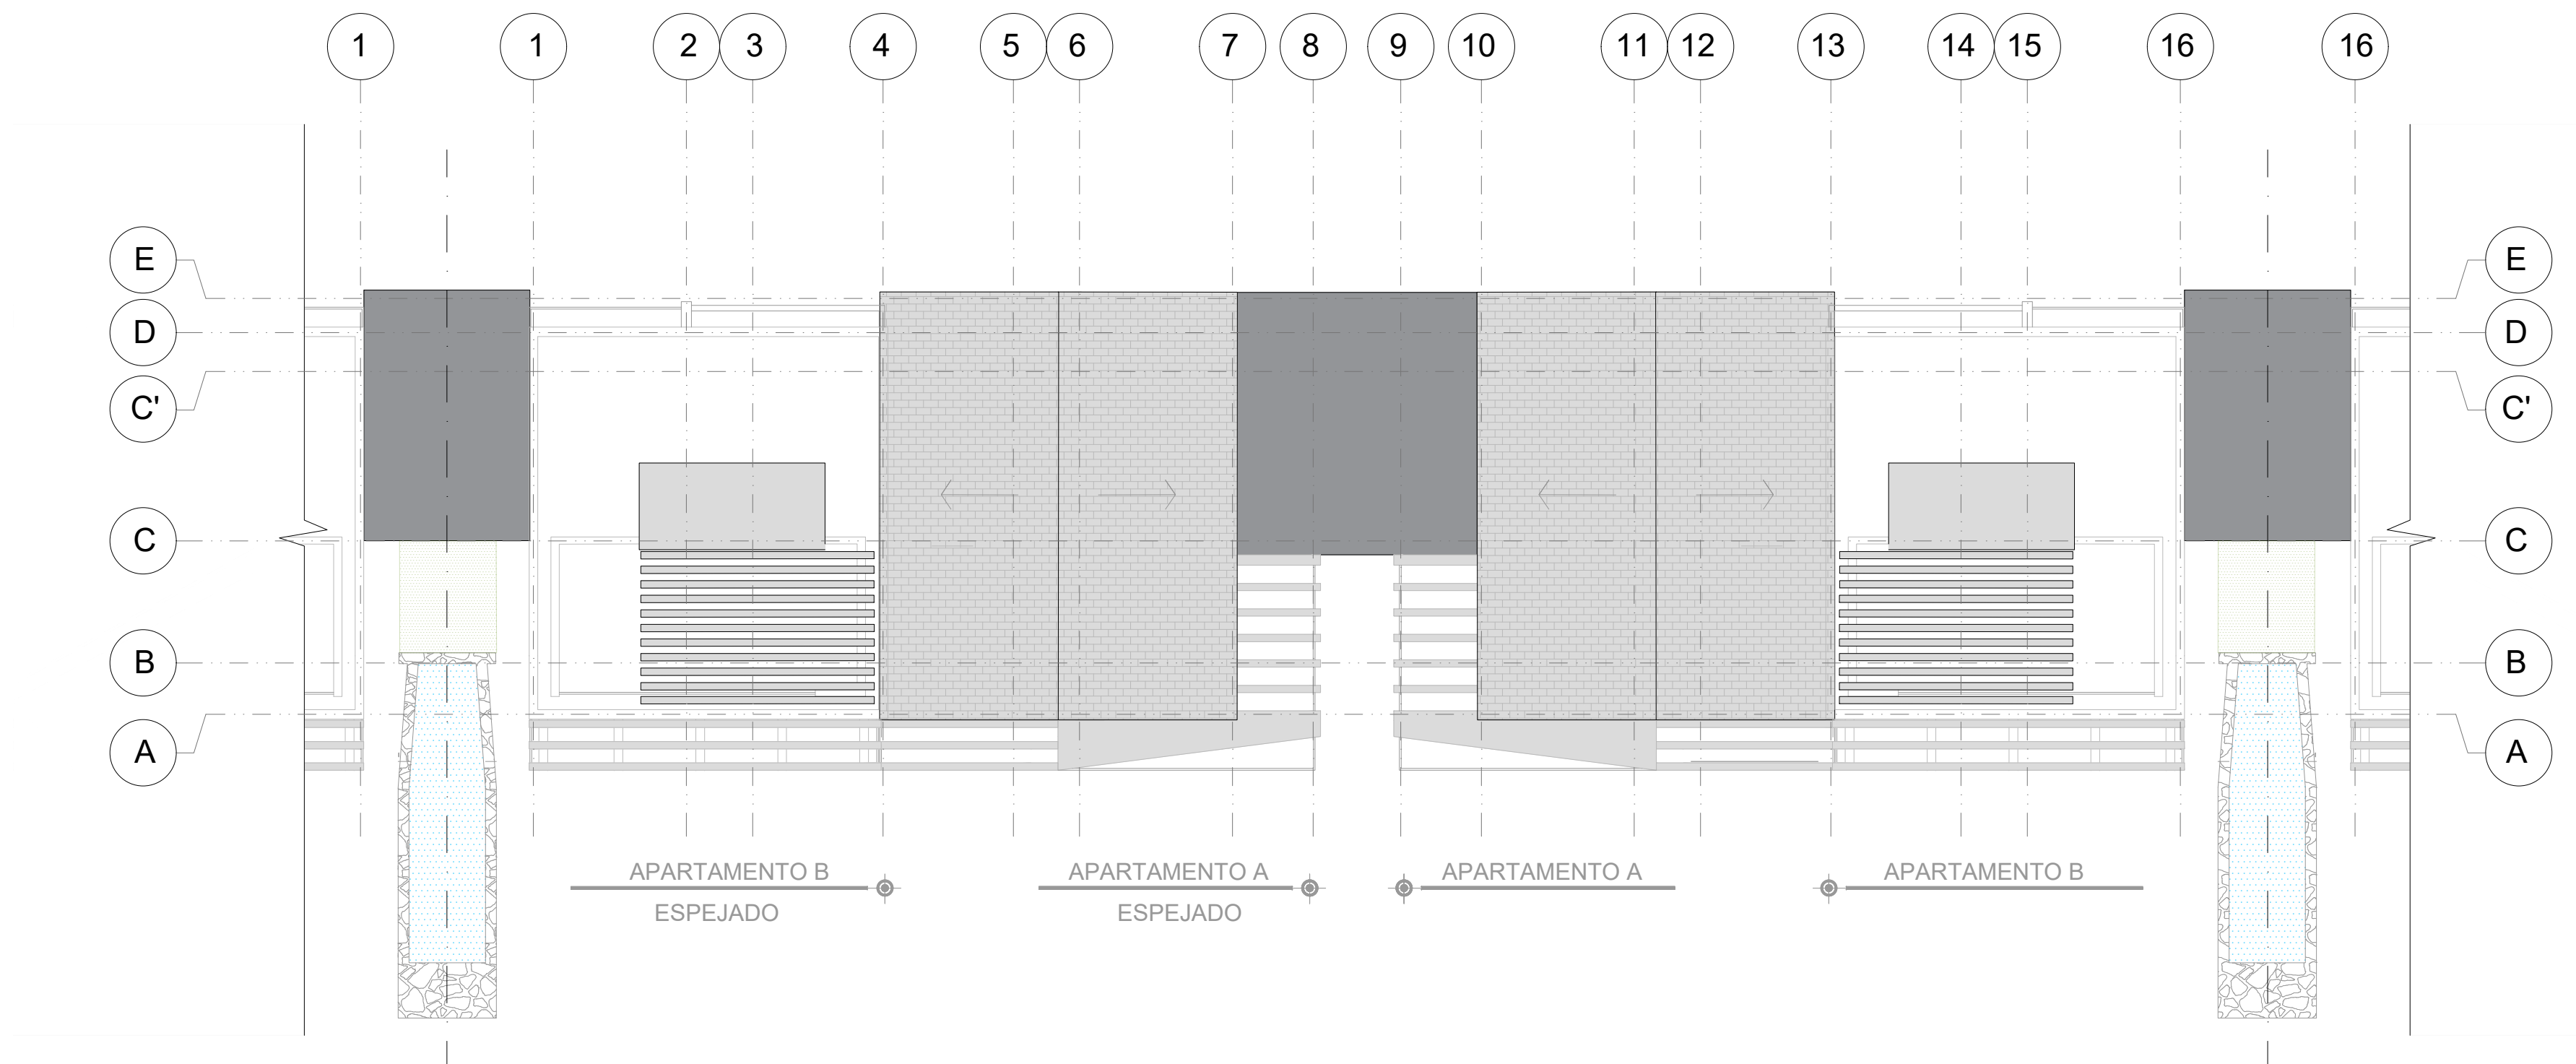 1 1 2 3 4 5 6 7 8 9 10 11 12 13 14 15 16 16
E E
D D
C' C'
C C
B B
A A
APARTAMENTO B
ESPEJADO
APARTAMENTO A
ESPEJADO
APARTAMENTO A
APARTAMENTO B